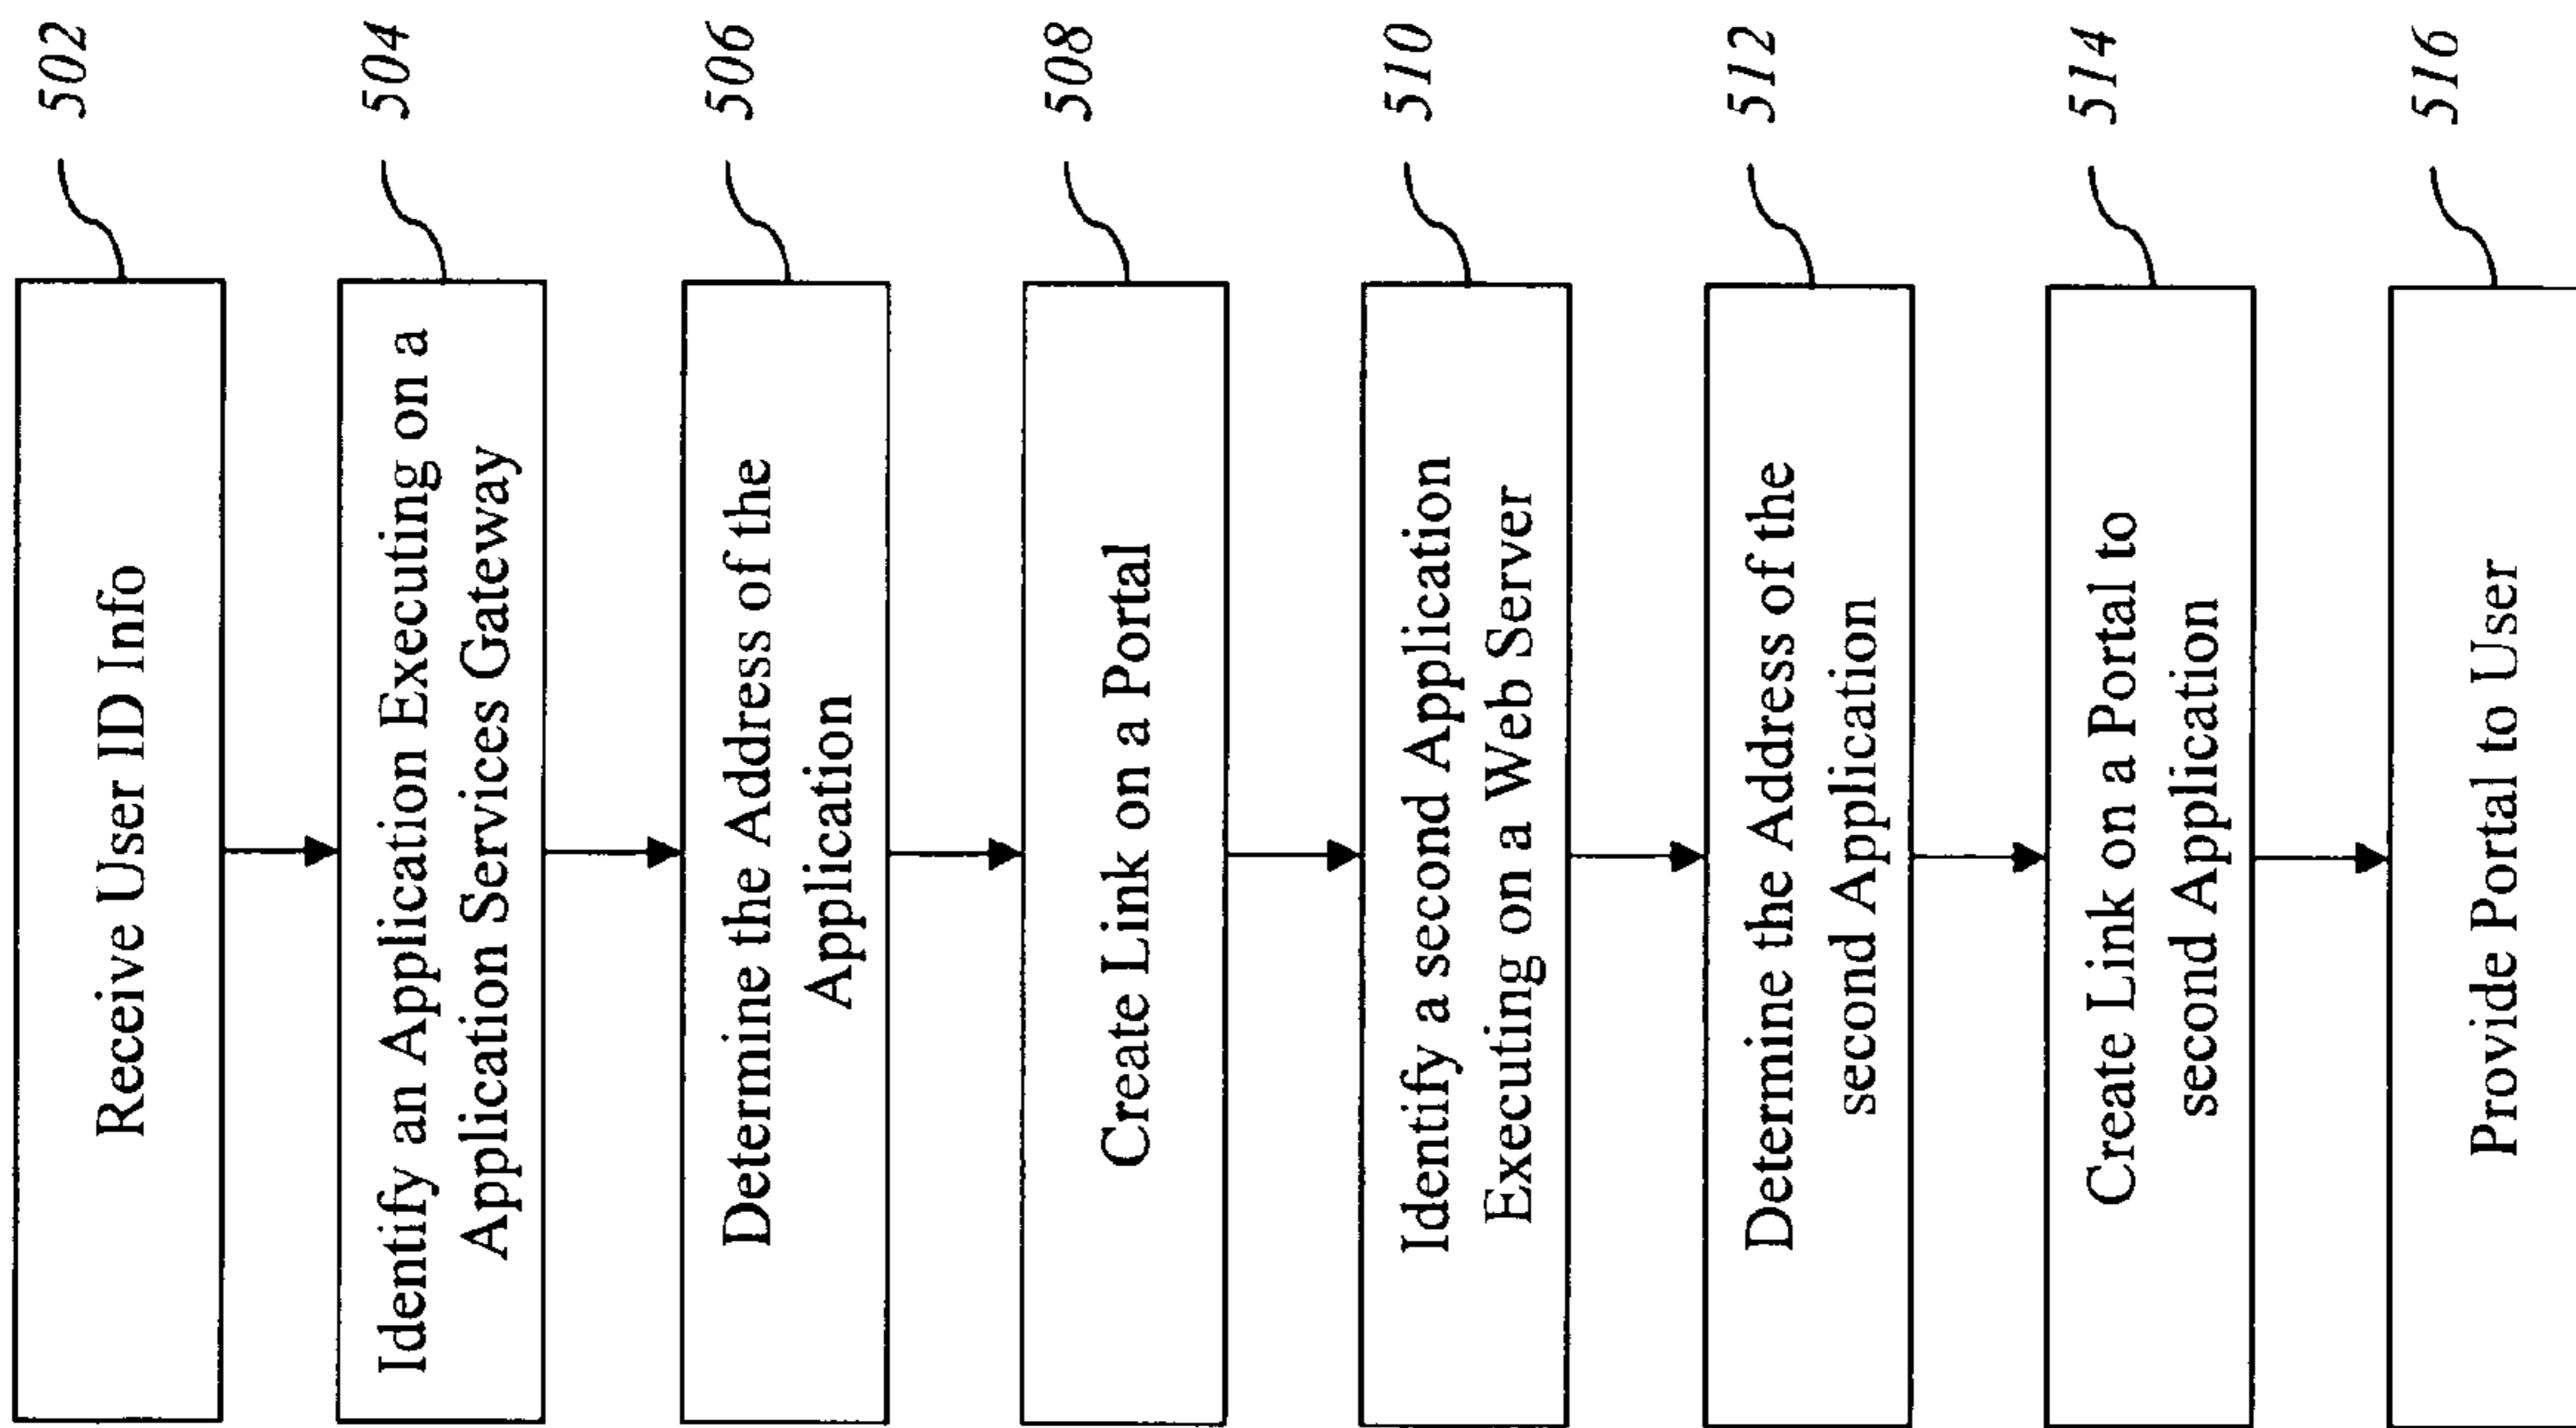 Receive User ID Info
502
Identify an Application Executing on a
Application Services Gateway
504
Determine the Address of the
Application
506
Create Link on a Portal
508
Identify a second Application
Executing on a Web Server
510
Determine the Address of the
second Application
512
Create Link on a Portal to
second Application
514
Provide Portal to User
516